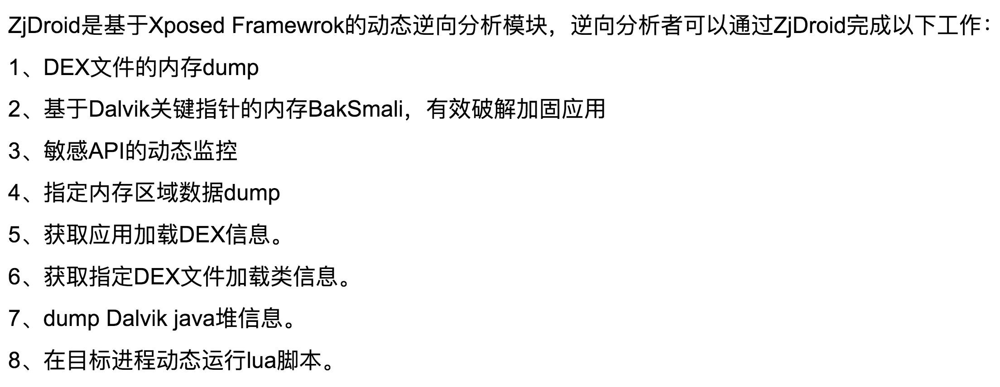 ZjDroid是基于Xposed Framewrok的动态逆向分析模块，逆向分析者可以通过ZjDroid完成以下工作：
1、DEX文件的内存dump
2、基于Dalvik关键指针的内存BakSmali，有效破解加固应用
3、敏感API的动态监控
4、指定内存区域数据dump
5、获取应用加载DEX信息。
6、获取指定DEX文件加载类信息。
7、dump Dalvik java堆信息。
8、在目标进程动态运行lua脚本。